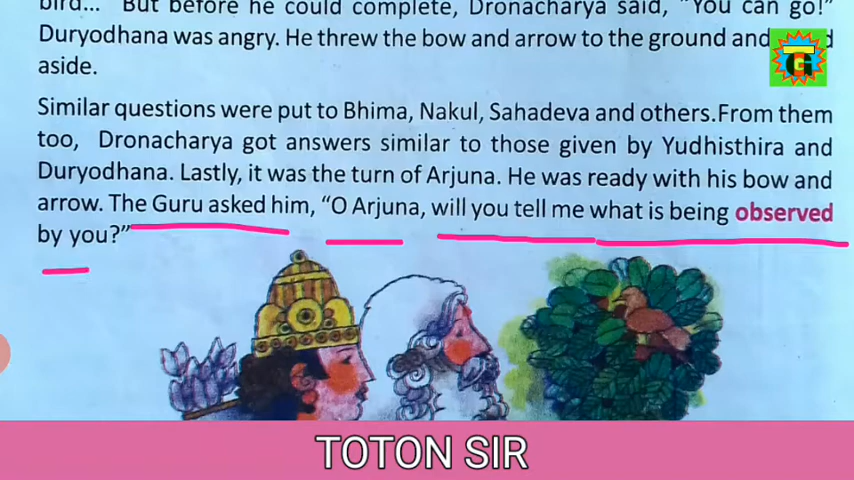 bird... But before he could complete, Dronacharya said, "You can go!"
Duryodhana was angry. He threw the bow and arrow to the ground and
aside.
Similar questions were put to Bhima, Nakul, Sahadeva and others.From them
too, Dronacharya got answers similar to those given by Yudhisthira and
Duryodhana. Lastly, it was the turn of Arjuna. He was ready with his bow and
arrow. The Guru asked him, "O Arjuna, will you tell me what is being observed
by you?"
TG
TOTON SIR